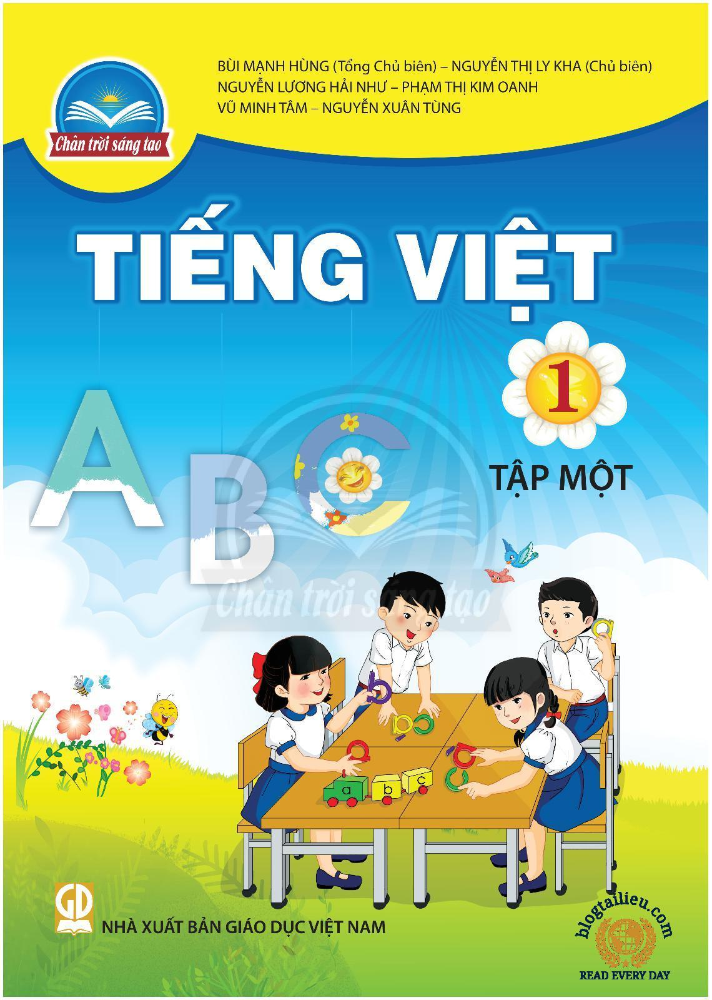 BÙI MẠNH HÙNG (Tổng Chủ biên) – NGUYỄN THỊ LY KHA (Chủ biên)
NGUYỄN LƯƠNG HẢI NHƯ – PHẠM THỊ KIM OANH
VŨ MINH TÂM – NGUYỄN XUÂN TÙNG
Chân trời sáng tạo
TIẾNG VIỆT
1
TẬP MỘT
A B C
Chân trời sáng tạo
a
b
a c
a
a
c
a b c
GD
NHÀ XUẤT BẢN GIÁO DỤC VIỆT NAM
blogtailieu.com
READ EVERY DAY